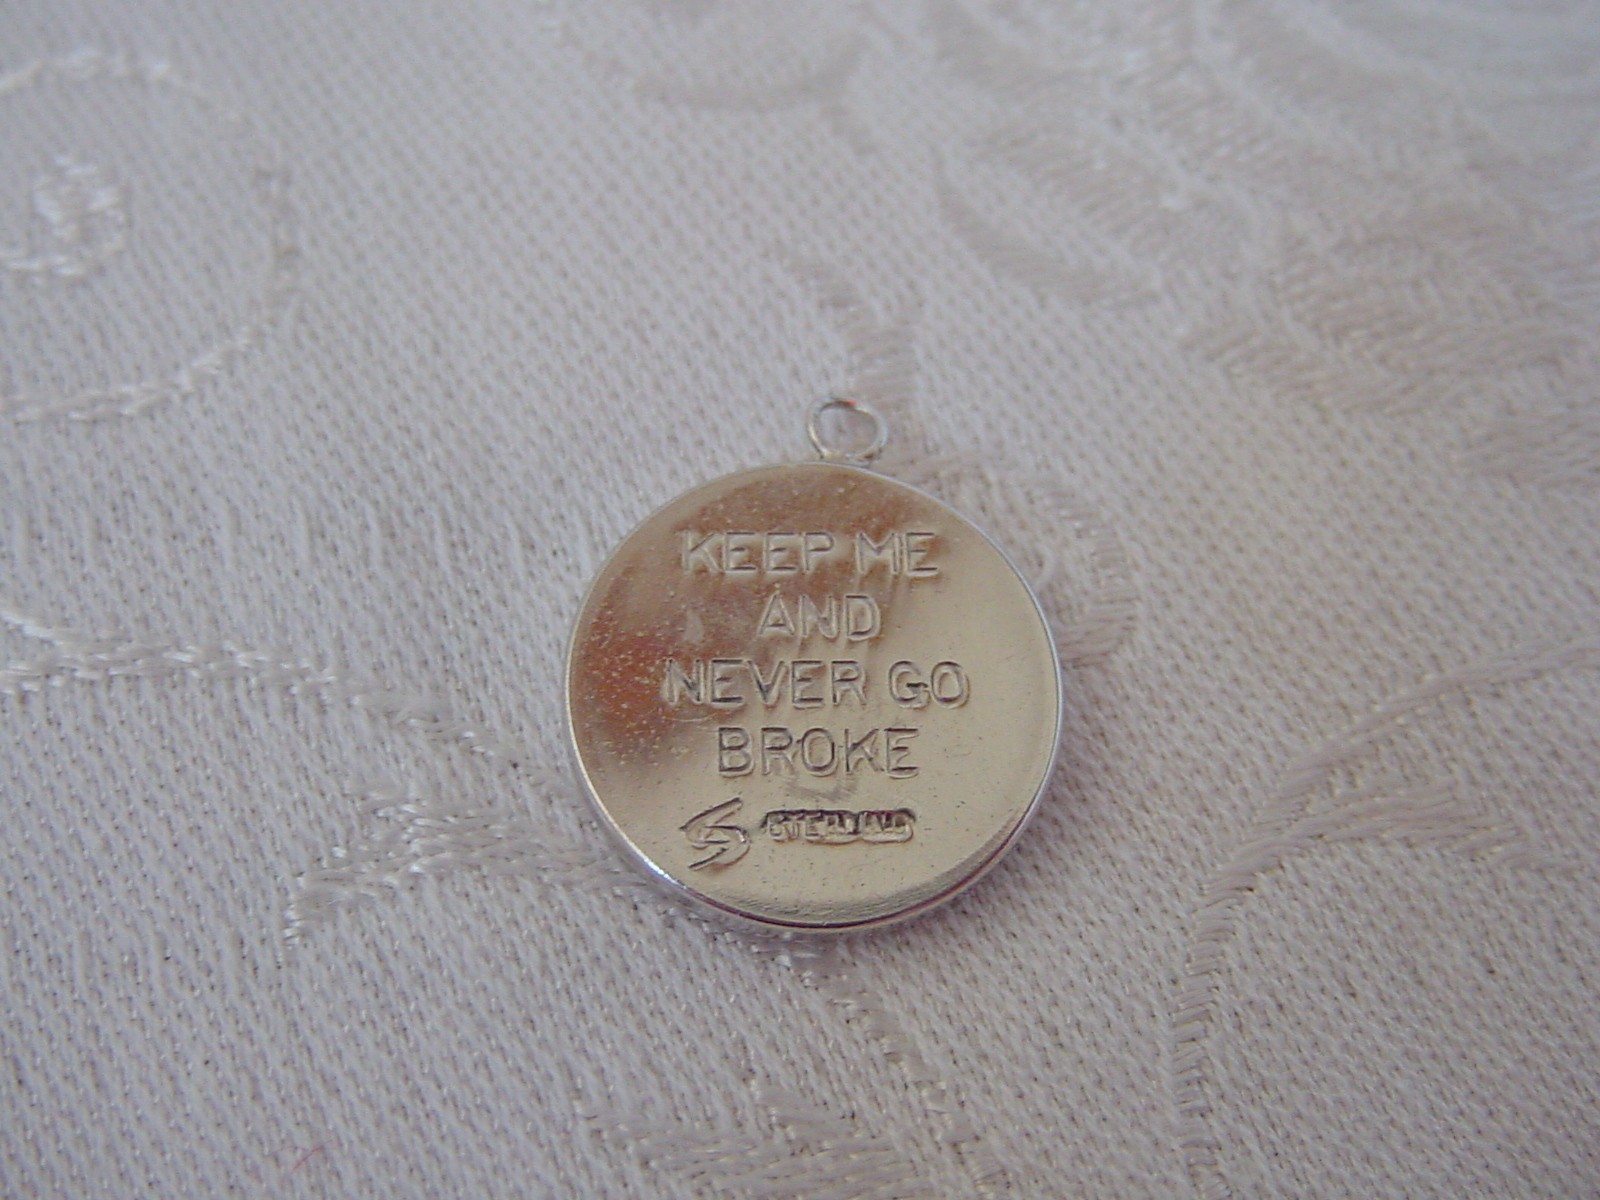 KEEP ME
AND
NEVER GO
BROKE
STERLING